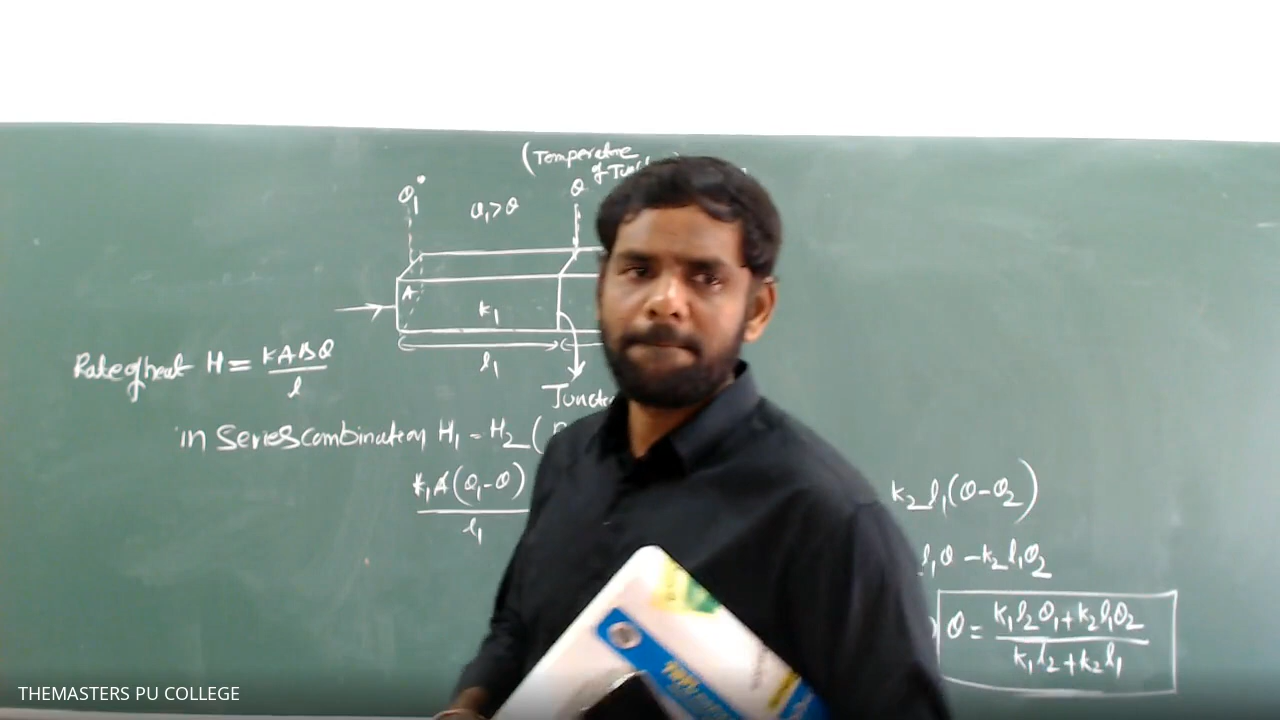 (Temperature
of
θ₁ θ₁>θ θ
A k₁
l₁
Rate of heat H = KAΔθ / l
in Series combination H₁ = H₂ (
k₁A(θ₁-θ) / l₁
k₂l₁(θ-θ₂)
l₁θ - k₂l₁θ₂
θ = k₁l₂θ₁+k₂l₁θ₂ / k₁l₂+k₂l₁
THEMASTERS PU COLLEGE